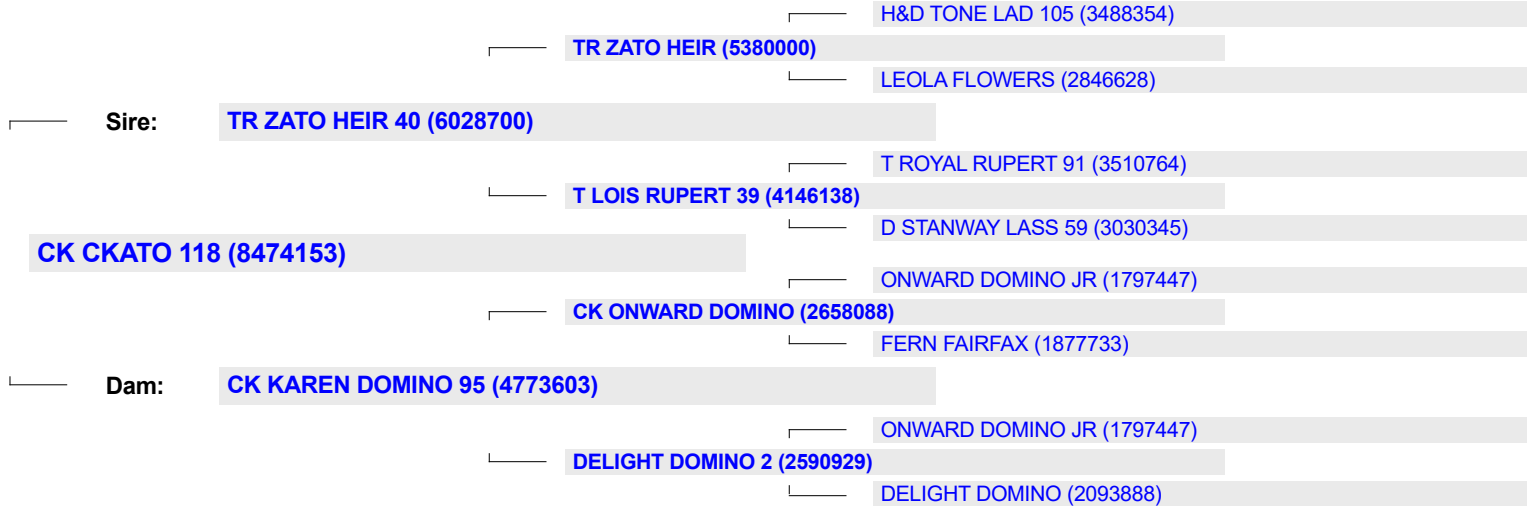 H&D TONE LAD 105 (3488354)
TR ZATO HEIR (5380000)
LEOLA FLOWERS (2846628)
Sire: TR ZATO HEIR 40 (6028700)
T ROYAL RUPERT 91 (3510764)
T LOIS RUPERT 39 (4146138)
D STANWAY LASS 59 (3030345)
CK CKATO 118 (8474153)
ONWARD DOMINO JR (1797447)
CK ONWARD DOMINO (2658088)
FERN FAIRFAX (1877733)
Dam: CK KAREN DOMINO 95 (4773603)
ONWARD DOMINO JR (1797447)
DELIGHT DOMINO 2 (2590929)
DELIGHT DOMINO (2093888)